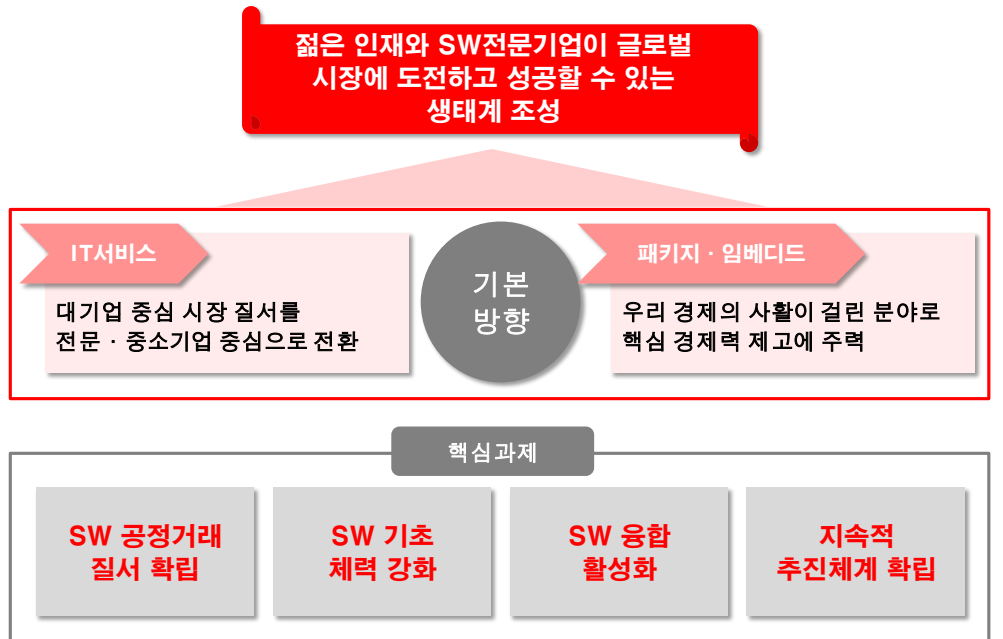 젊은 인재와 SW전문기업이 글로벌
시장에 도전하고 성공할 수 있는
생태계 조성
IT서비스
대기업 중심 시장 질서를
전문 · 중소기업 중심으로 전환
기본
방향
패키지 · 임베디드
우리 경제의 사활이 걸린 분야로
핵심 경제력 제고에 주력
핵심과제
SW 공정거래
질서 확립
SW 기초
체력 강화
SW 융합
활성화
지속적
추진체계 확립